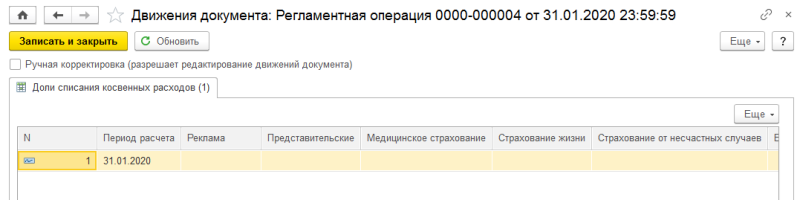 Движения документа: Регламентная операция 0000-000004 от 31.01.2020 23:59:59
Записать и закрыть Обновить Еще ?
Ручная корректировка (разрешает редактирование движений документа)
Доли списания косвенных расходов (1)
Еще
N Период расчета Реклама Представительские Медицинское страхование Страхование жизни Страхование от несчастных случаев
1 31.01.2020